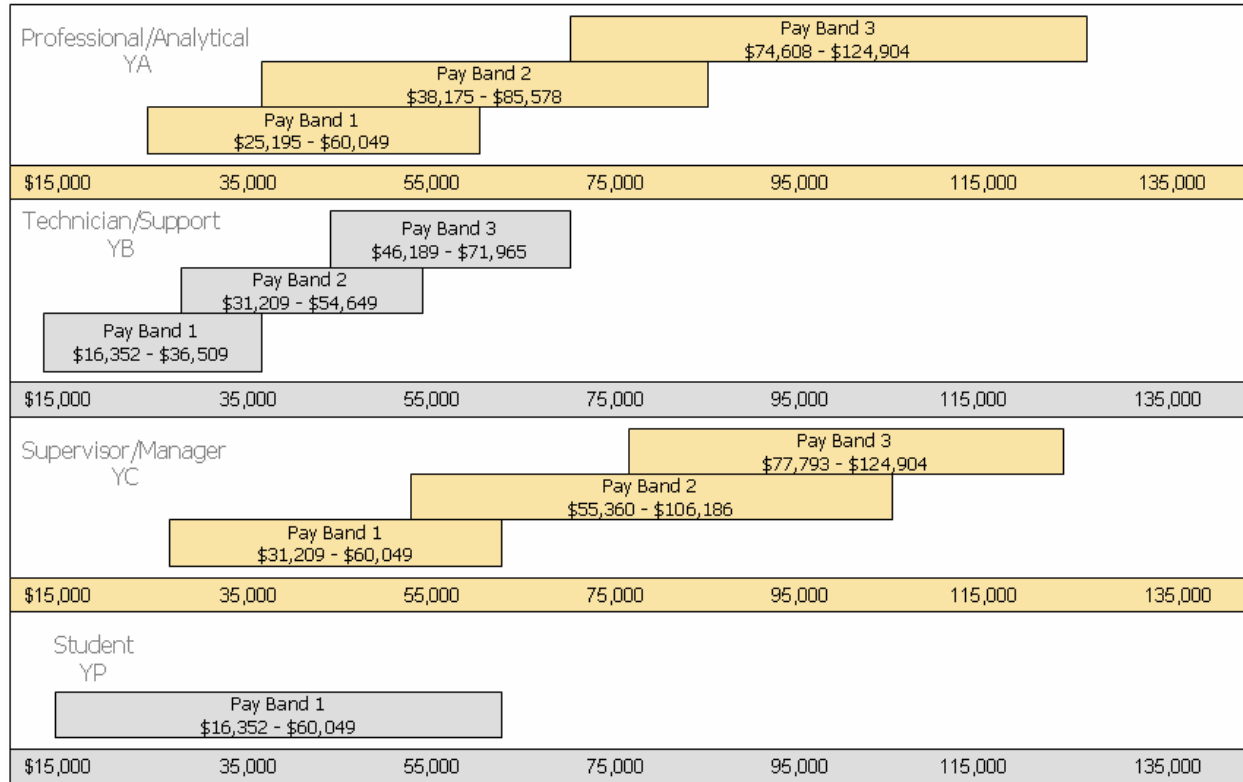 Professional/Analytical
YA
Pay Band 3
$74,608 - $124,904
Pay Band 2
$38,175 - $85,578
Pay Band 1
$25,195 - $60,049
$15,000 35,000 55,000 75,000 95,000 115,000 135,000
Technician/Support
YB
Pay Band 3
$46,189 - $71,965
Pay Band 2
$31,209 - $54,649
Pay Band 1
$16,352 - $36,509
$15,000 35,000 55,000 75,000 95,000 115,000 135,000
Supervisor/Manager
YC
Pay Band 3
$77,793 - $124,904
Pay Band 2
$55,360 - $106,186
Pay Band 1
$31,209 - $60,049
$15,000 35,000 55,000 75,000 95,000 115,000 135,000
Student
YP
Pay Band 1
$16,352 - $60,049
$15,000 35,000 55,000 75,000 95,000 115,000 135,000